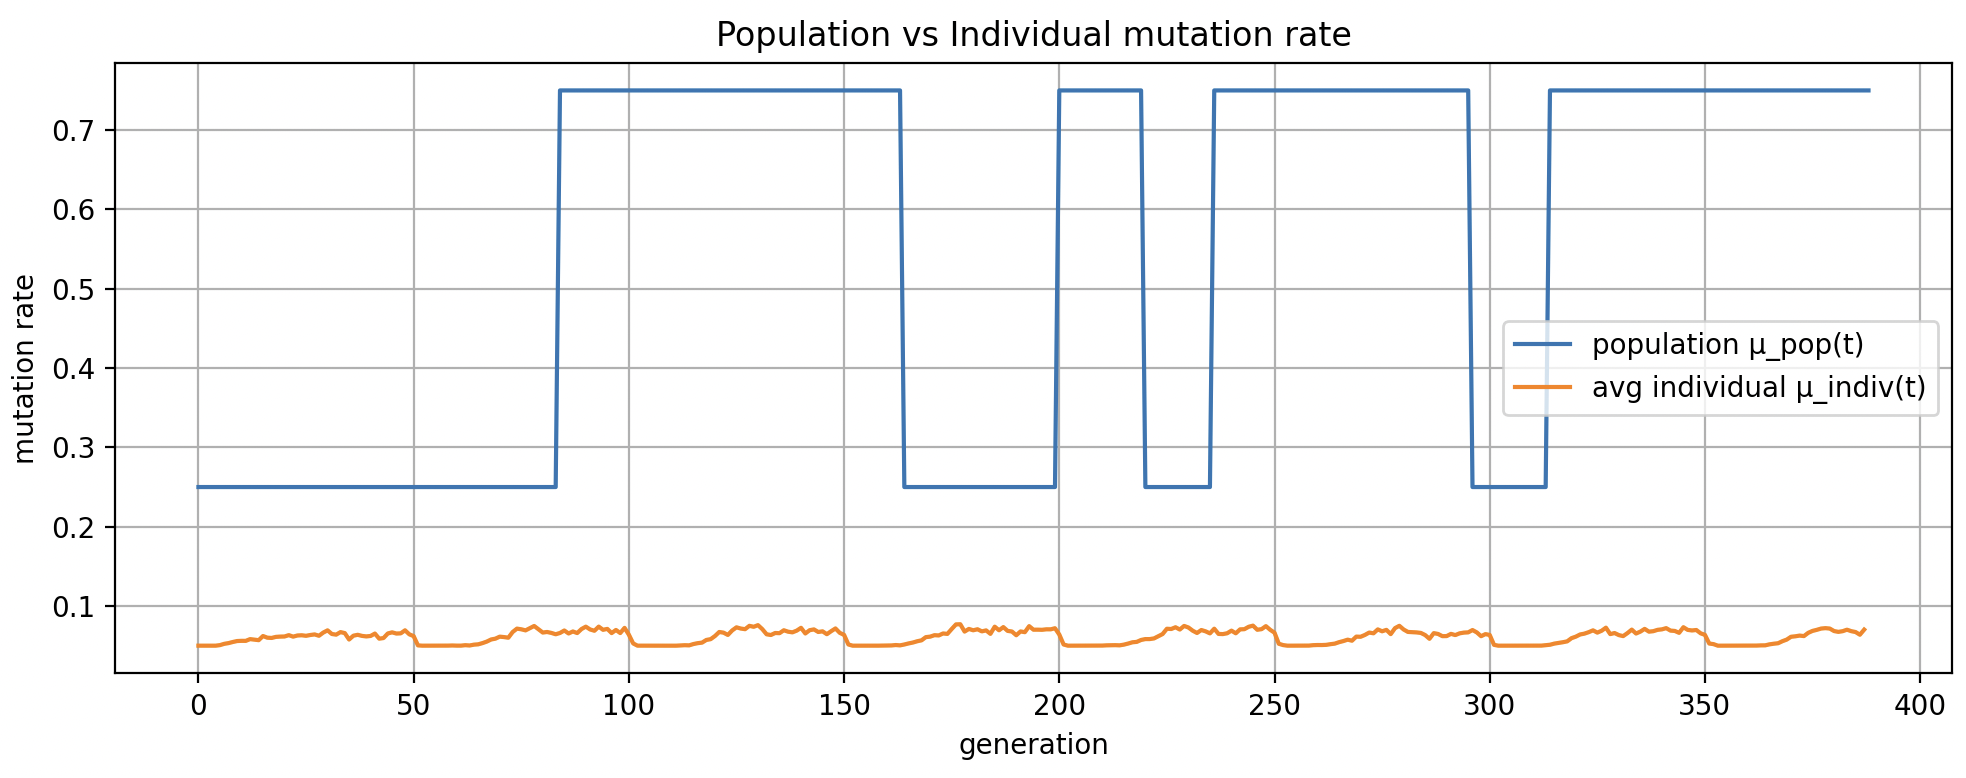 Population vs Individual mutation rate
mutation rate
0.7
0.6
0.5
0.4
0.3
0.2
0.1
population μ_pop(t)
avg individual μ_indiv(t)
0 50 100 150 200 250 300 350 400
generation